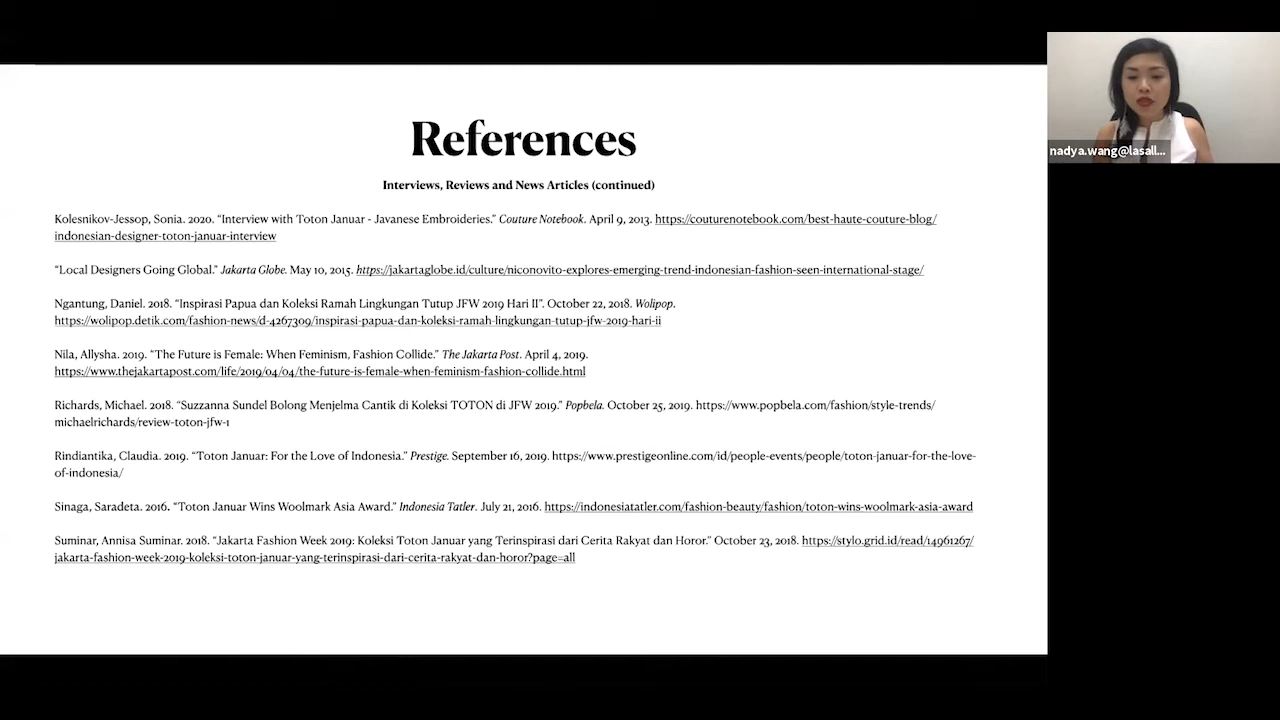 References
Interviews, Reviews and News Articles (continued)
Kolesnikov-Jessop, Sonia. 2020. “Interview with Toton Januar - Javanese Embroideries.” Couture Notebook. April 9, 2013. https://couturenotebook.com/best-haute-couture-blog/
indonesian-designer-toton-januar-interview
“Local Designers Going Global.” Jakarta Globe. May 10, 2015. https://jakartaglobe.id/culture/niconovito-explores-emerging-trend-indonesian-fashion-seen-international-stage/
Ngantung, Daniel. 2018. “Inspirasi Papua dan Koleksi Ramah Lingkungan Tutup JFW 2019 Hari II”. October 22, 2018. Wolipop.
https://wolipop.detik.com/fashion-news/d-4267309/inspirasi-papua-dan-koleksi-ramah-lingkungan-tutup-jfw-2019-hari-ii
Nila, Allysha. 2019. “The Future is Female: When Feminism, Fashion Collide.” The Jakarta Post. April 4, 2019.
https://www.thejakartapost.com/life/2019/04/04/the-future-is-female-when-feminism-fashion-collide.html
Richards, Michael. 2018. “Suzzanna Sundel Bolong Menjelma Cantik di Koleksi TOTON di JFW 2019.” Popbela. October 25, 2019. https://www.popbela.com/fashion/style-trends/
michaelrichards/review-toton-jfw-1
Rindiantika, Claudia. 2019. “Toton Januar: For the Love of Indonesia.” Prestige. September 16, 2019. https://www.prestigeonline.com/id/people-events/people/toton-januar-for-the-love-
of-indonesia/
Sinaga, Saradeta. 2016. “Toton Januar Wins Woolmark Asia Award.” Indonesia Tatler. July 21, 2016. https://indonesiatatler.com/fashion-beauty/fashion/toton-wins-woolmark-asia-award
Suminar, Annisa Suminar. 2018. “Jakarta Fashion Week 2019: Koleksi Toton Januar yang Terinspirasi dari Cerita Rakyat dan Horor.” October 23, 2018. https://stylo.grid.id/read/14961267/
jakarta-fashion-week-2019-koleksi-toton-januar-yang-terinspirasi-dari-cerita-rakyat-dan-horor?page=all
nadya.wang@lasall...